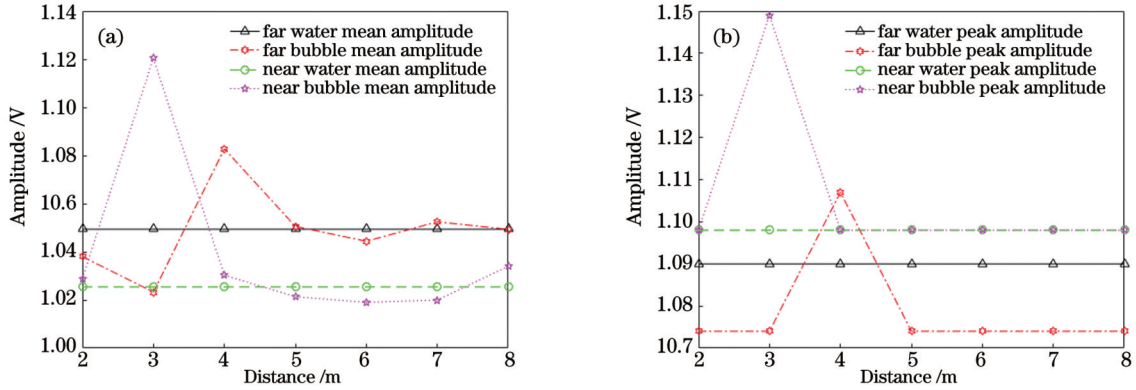 1.14
1.12
1.10
1.08
10.6
1.04
1.02
1.00
Amplitude /V
(a)
far water mean amplitude
far bubble mean amplitude
near water mean amplitude
near bubble mean amplitude
2 3 4 5 6 7 8
Distance /m
1.15
1.14
1.13
1.12
1.11
1.10
1.09
1.08
10.7
Amplitude /V
(b)
far water peak amplitude
far bubble peak amplitude
near water peak amplitude
near bubble peak amplitude
2 3 4 5 6 7 8
Distance /m